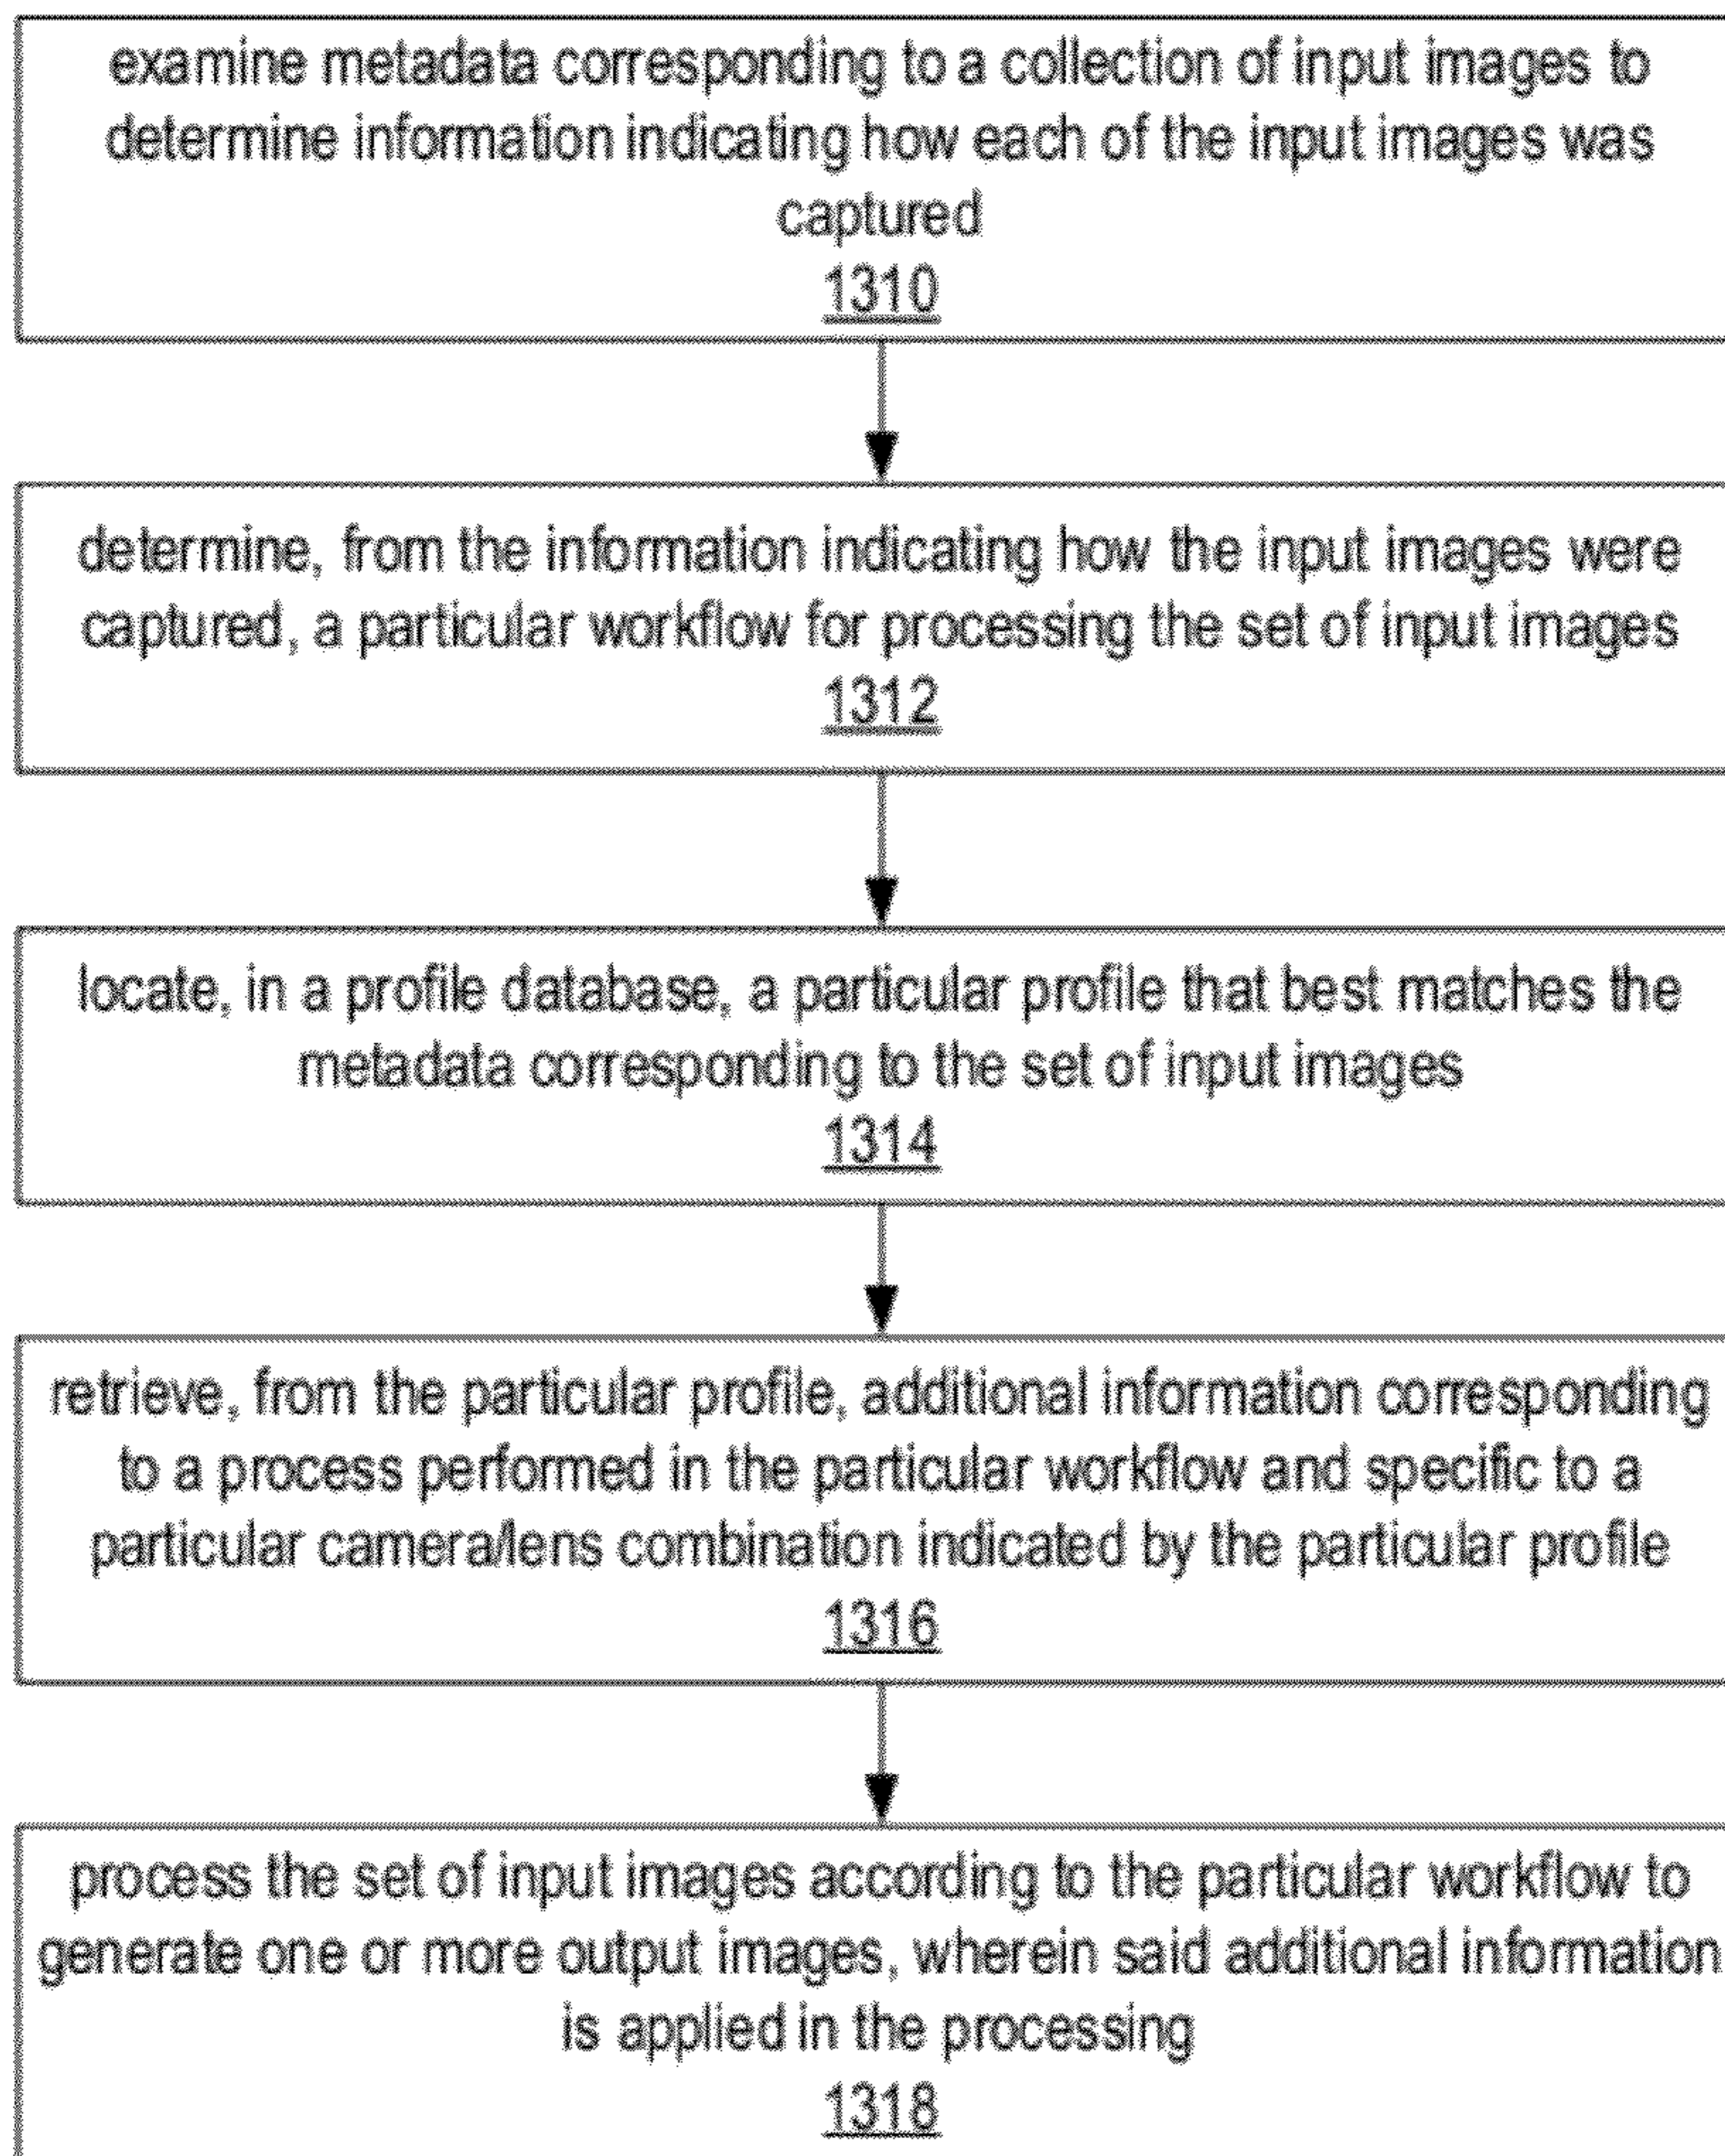 examine metadata corresponding to a collection of input images to
determine information indicating how each of the input images was
captured
1310
determine, from the information indicating how the input images were
captured, a particular workflow for processing the set of input images
1312
locate, in a profile database, a particular profile that best matches the
metadata corresponding to the set of input images
1314
retrieve, from the particular profile, additional information corresponding
to a process performed in the particular workflow and specific to a
particular camera/lens combination indicated by the particular profile
1316
process the set of input images according to the particular workflow to
generate one or more output images, wherein said additional information
is applied in the processing
1318